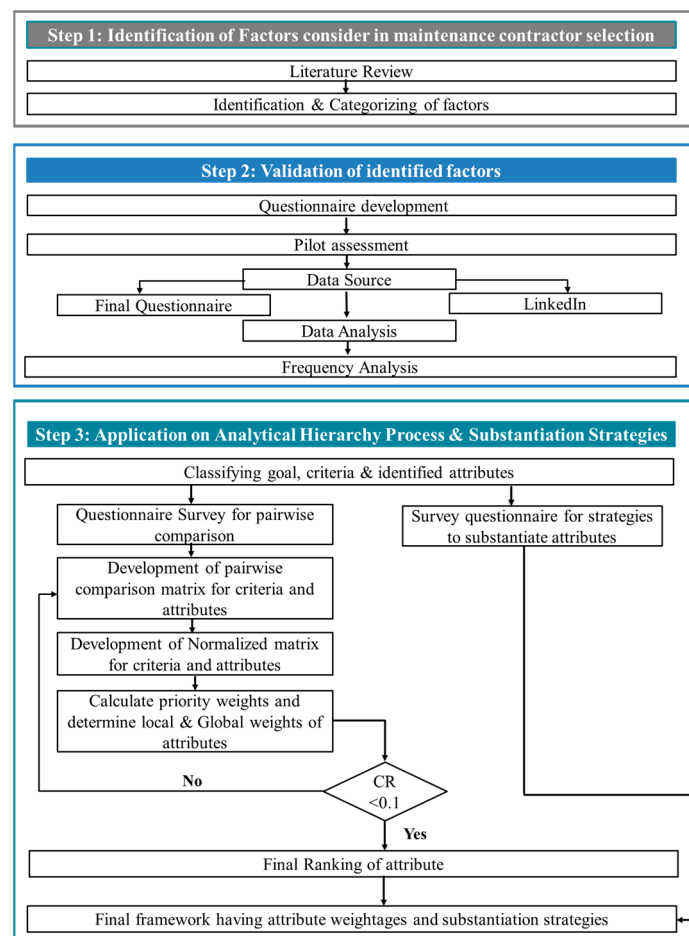 Step 1: Identification of Factors consider in maintenance contractor selection
Literature Review
Identification & Categorizing of factors
Step 2: Validation of identified factors
Questionnaire development
Pilot assessment
Data Source
Final Questionnaire
LinkedIn
Data Analysis
Frequency Analysis
Step 3: Application on Analytical Hierarchy Process & Substantiation Strategies
Classifying goal, criteria & identified attributes
Questionnaire Survey for pairwise
comparison
Survey questionnaire for strategies
to substantiate attributes
Development of pairwise
comparison matrix for criteria and
attributes
Development of Normalized matrix
for criteria and attributes
Calculate priority weights and
determine local & Global weights of
attributes
No
CR
<0.1
Yes
Final Ranking of attribute
Final framework having attribute weightages and substantiation strategies